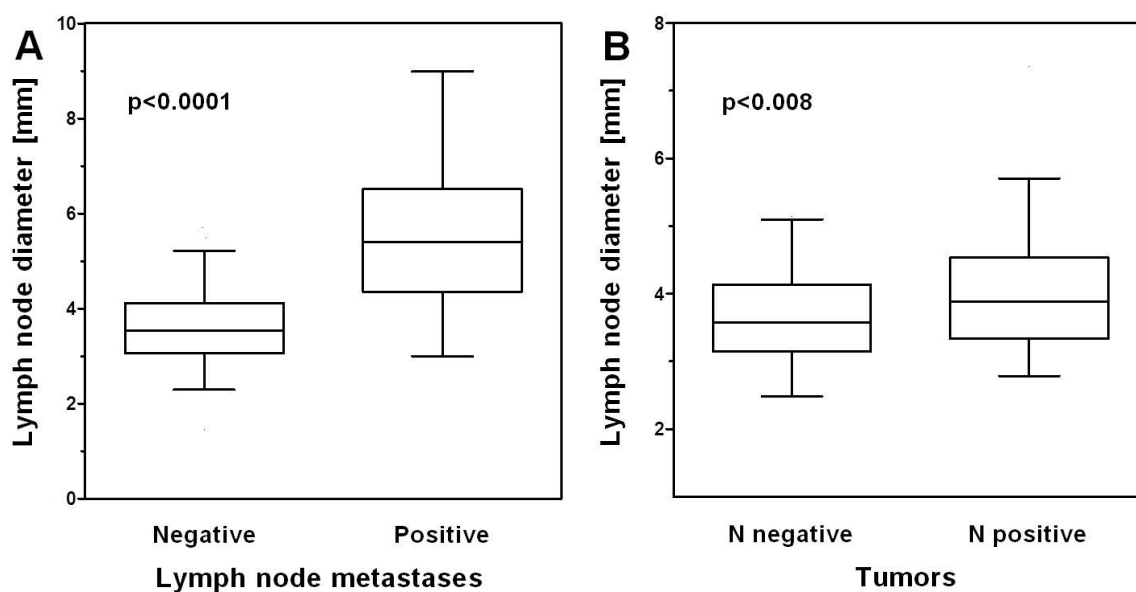 A
Lymph node diameter [mm]
10
8
6
4
2
0
p<0.0001
Negative
Positive
Lymph node metastases
B
Lymph node diameter [mm]
8
6
4
2
p<0.008
N negative
N positive
Tumors